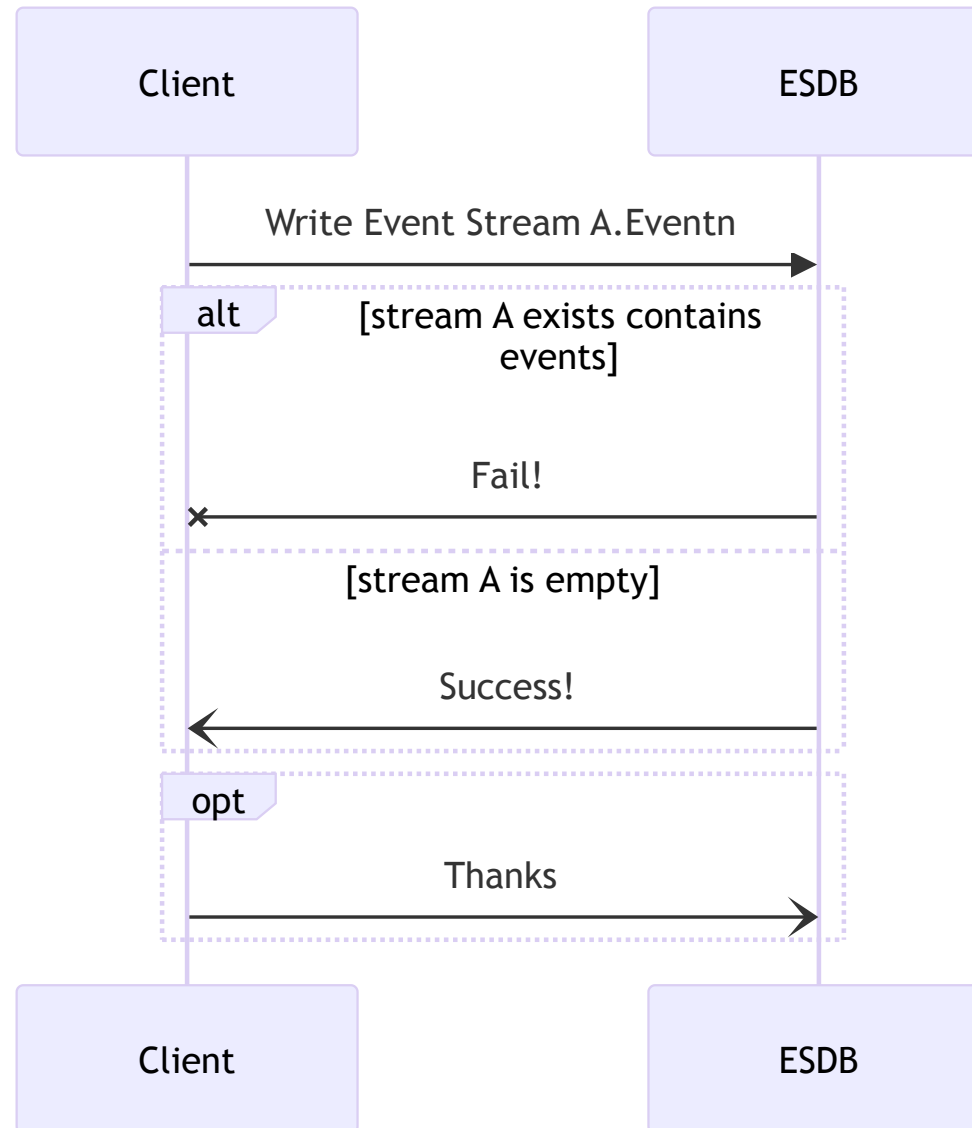 Client
ESDB
Write Event Stream A.Eventn
alt
[stream A exists contains
events]
Fail!
[stream A is empty]
Success!
opt
Thanks
Client
ESDB